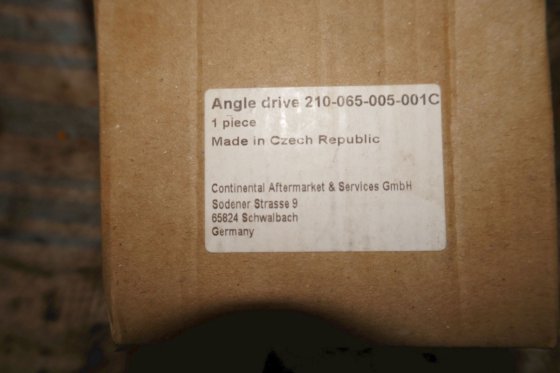 Angle drive 210-065-005-001C
1 piece
Made in Czech Republic
Continental Aftermarket & Services GmbH
Sodener Strasse 9
65824 Schwalbach
Germany